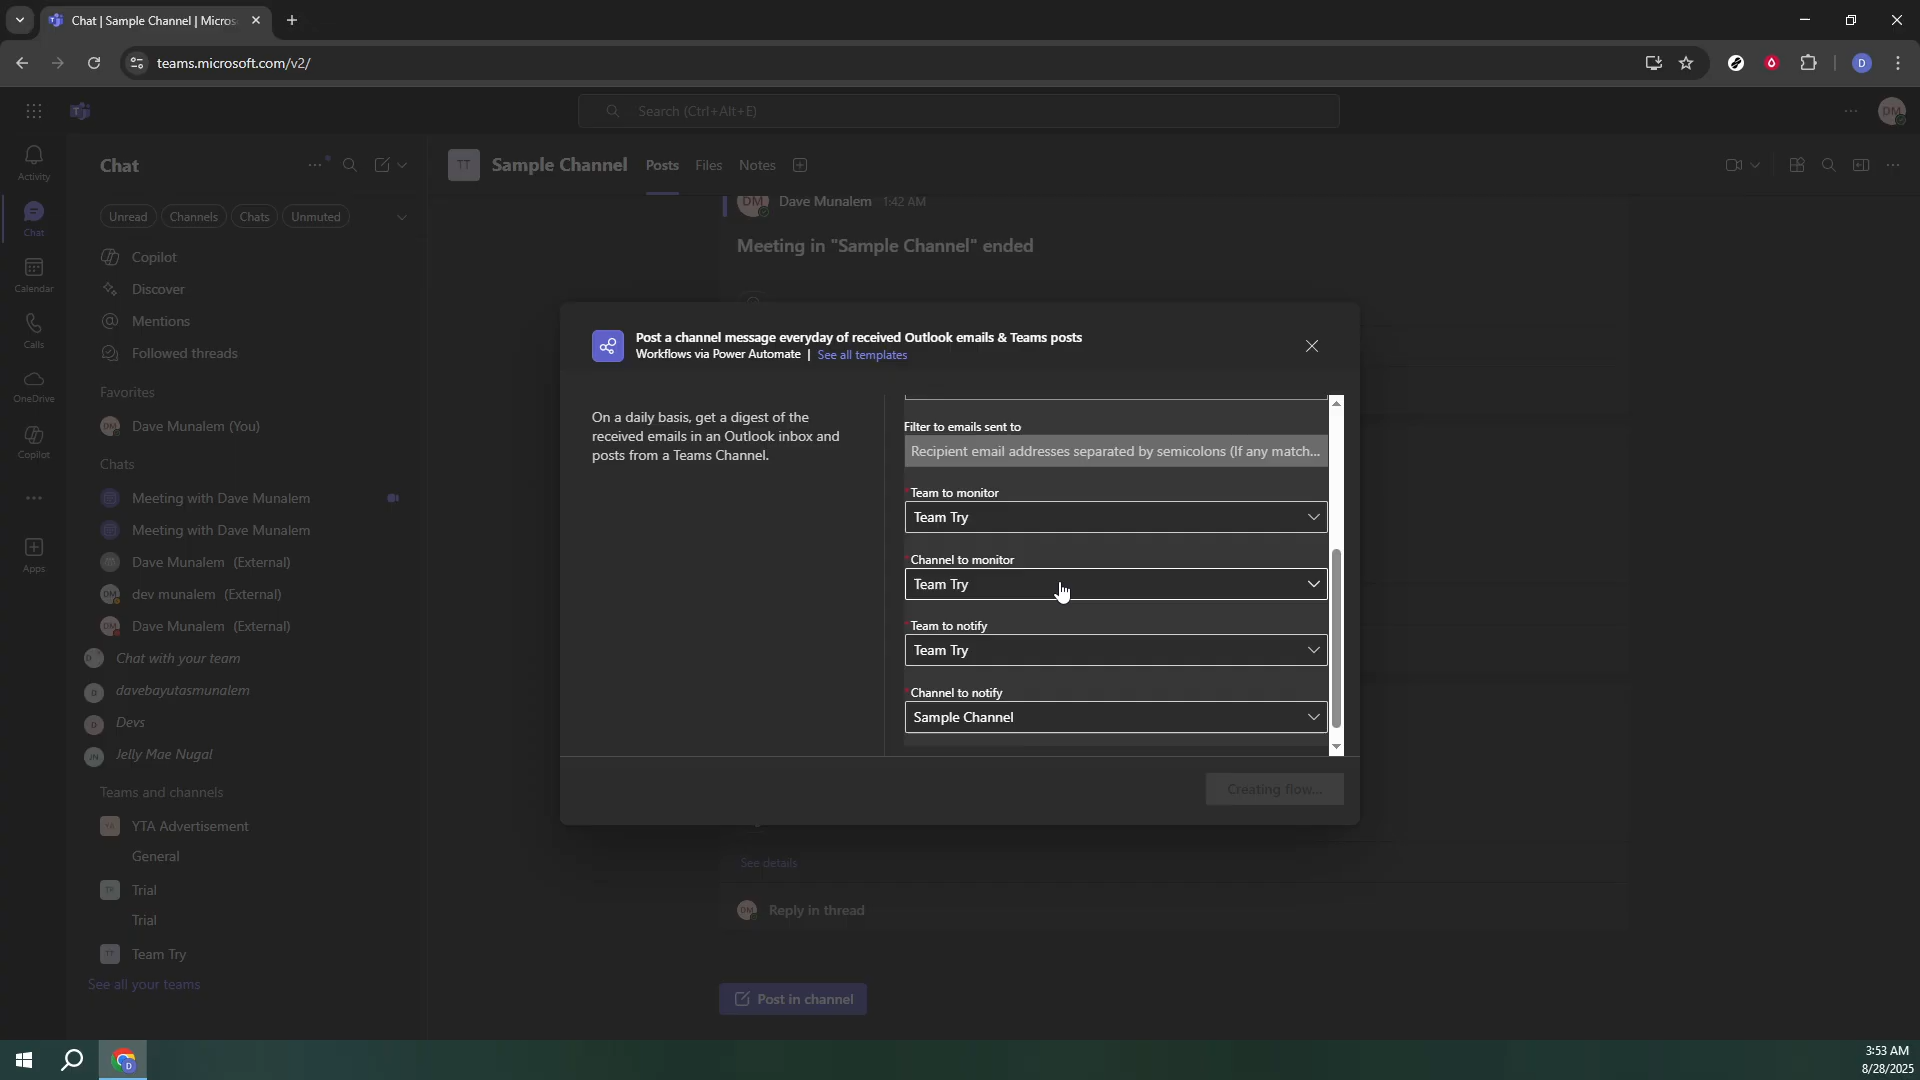 Chat | Sample Channel | Micros
teams.microsoft.com/v2/
D
Search (Ctrl+Alt+E)
DM
Activity
Chat
Calendar
Calls
OneDrive
Copilot
Apps
Chat
Unread
Channels
Chats
Unmuted
Copilot
Discover
Mentions
Followed threads
Favorites
Dave Munalem (You)
Chats
Meeting with Dave Munalem
Meeting with Dave Munalem
Dave Munalem (External)
dev munalem (External)
Dave Munalem (External)
Chat with your team
davebayutasmunalem
Devs
Jelly Mae Nugal
Teams and channels
YTA Advertisement
General
Trial
Trial
Team Try
See all your teams
TT
Sample Channel
Posts
Files
Notes
DM
Dave Munalem 1:42 AM
Meeting in "Sample Channel" ended
Post a channel message everyday of received Outlook emails & Teams posts
Workflows via Power Automate | See all templates
On a daily basis, get a digest of the
received emails in an Outlook inbox and
posts from a Teams Channel.
Filter to emails sent to
Recipient email addresses separated by semicolons (If any match...
* Team to monitor
Team Try
* Channel to monitor
Team Try
* Team to notify
Team Try
* Channel to notify
Sample Channel
Creating flow...
See details
DM
Reply in thread
Post in channel
3:53 AM
8/28/2025